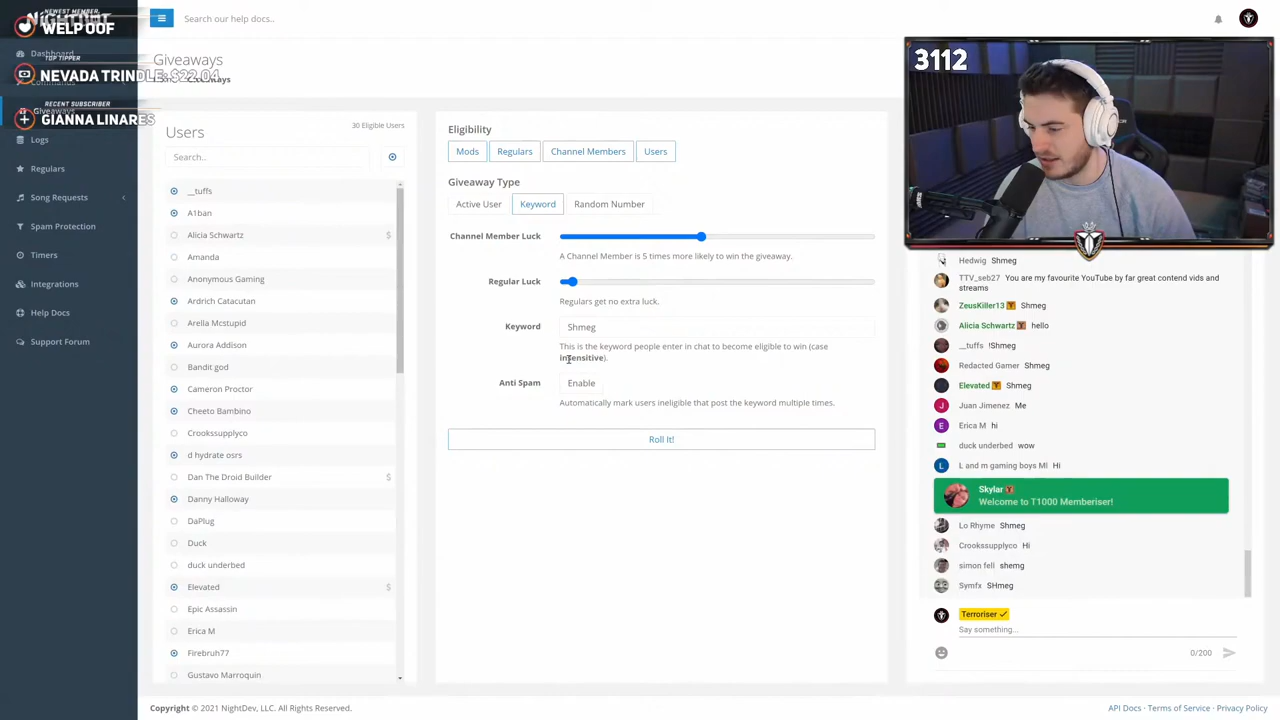 NEWEST MEMBER
WELP OOF
TOP TIPPER
NEVADA TRINDLE: $22.04
RECENT SUBSCRIBER
GIANNA LINARES
Dashboard
Commands
Giveaways
Logs
Regulars
Song Requests
Spam Protection
Timers
Integrations
Help Docs
Support Forum
Search our help docs..
Giveaways
Giveaways
Users
30 Eligible Users
Search...
__tuffs
A1ban
Alicia Schwartz $
Amanda
Anonymous Gaming
Ardrich Catacutan
Arella Mcstupid
Aurora Addison
Bandit god
Cameron Proctor
Cheeto Bambino
Crookssupplyco
d hydrate osrs
Dan The Droid Builder $
Danny Halloway
DaPlug
Duck
duck underbed
Elevated $
Epic Assassin
Erica M
Firebruh77
Gustavo Marroquin
Eligibility
Mods Regulars Channel Members Users
Giveaway Type
Active User Keyword Random Number
Channel Member Luck
A Channel Member is 5 times more likely to win the giveaway.
Regular Luck
Regulars get no extra luck.
Keyword
Shmeg
This is the keyword people enter in chat to become eligible to win (case
insensitive).
Anti Spam
Enable
Automatically mark users ineligible that post the keyword multiple times.
Roll It!
3112
Hedwig Shmeg
TTV_seb27 You are my favourite YouTube by far great contend vids and
streams
ZeusKiller13 Shmeg
Alicia Schwartz hello
__tuffs !Shmeg
Redacted Gamer Shmeg
Elevated Shmeg
Juan Jimenez Me
Erica M hi
duck underbed wow
L and m gaming boys Ml Hi
Skylar
Welcome to T1000 Memberiser!
Lo Rhyme Shmeg
Crookssupplyco Hi
simon fell shemg
Symfx SHmeg
Terroriser ✓
Say something...
0/200
Copyright © 2021 NightDev, LLC. All Rights Reserved.
API Docs · Terms of Service · Privacy Policy